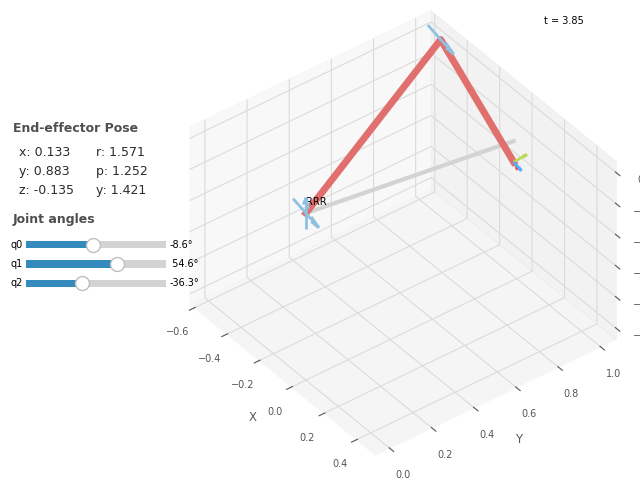 t = 3.85
End-effector Pose
x: 0.133 r: 1.571
y: 0.883 p: 1.252
z: -0.135 y: 1.421
Joint angles
q0 -8.6°
q1 54.6°
q2 -36.3°
RRR
−0.6
−0.4
−0.2
0.0
0.2
0.4
X
0.0
0.2
0.4
0.6
0.8
1.0
Y